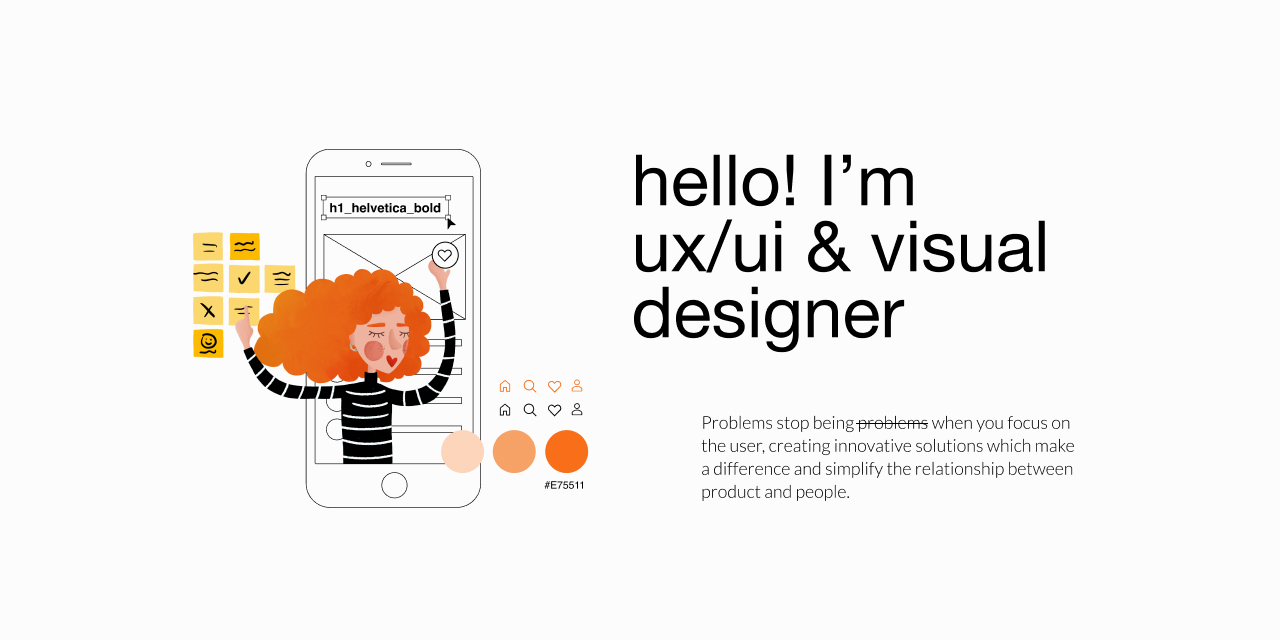 hello! I’m
ux/ui & visual
designer
h1_helvetica_bold
#E75511
Problems stop being problems when you focus on
the user, creating innovative solutions which make
a difference and simplify the relationship between
product and people.